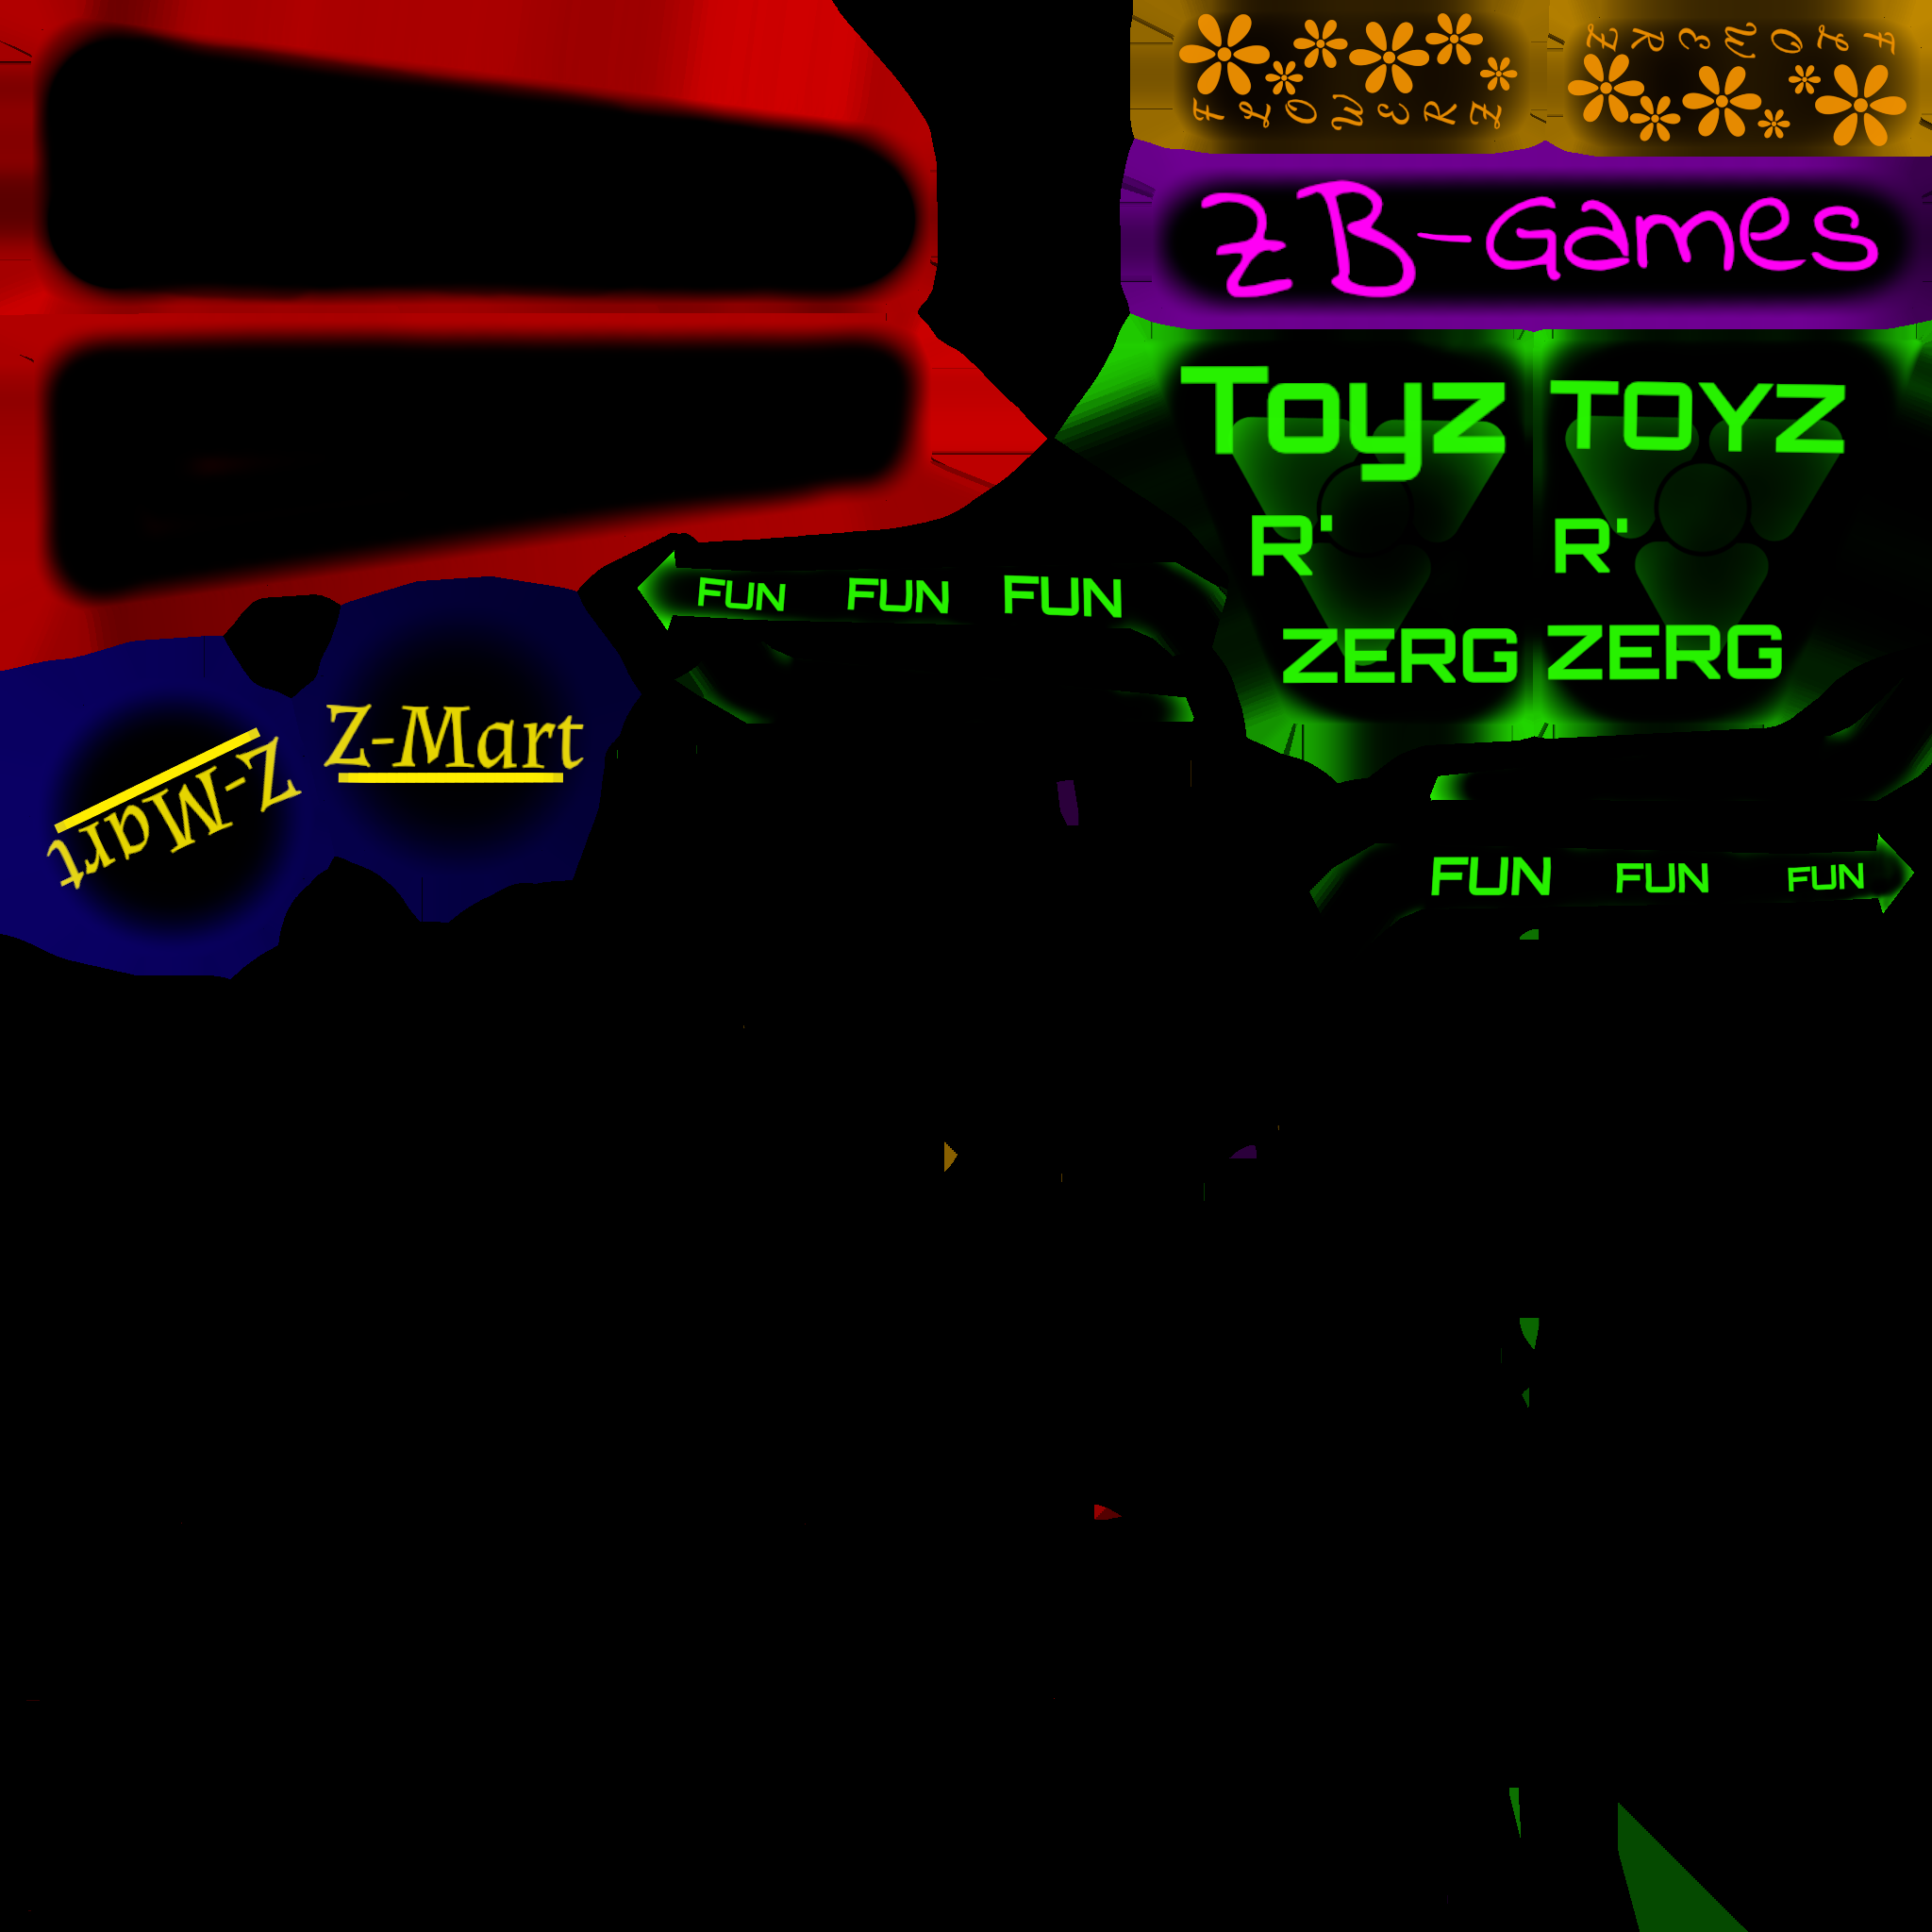 FLOWERZ
FLOWERZ
ZB-Games
Toyz
R'
ZERG
TOYZ
R'
ZERG
FUN FUN FUN
Z-Mart
Z-Mart
FUN FUN FUN